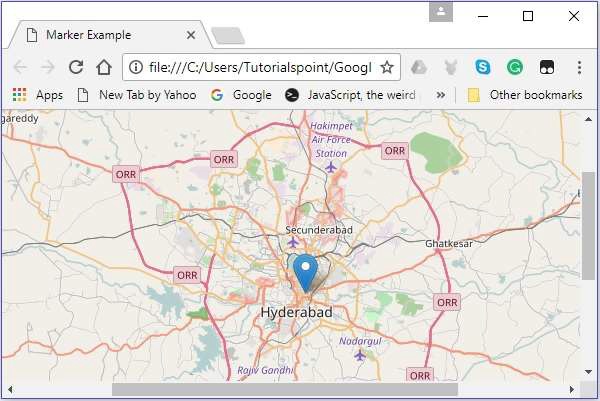 Marker Example
file:///C:/Users/Tutorialspoint/Googl
Apps New Tab by Yahoo Google JavaScript, the weird » Other bookmarks
gareddy
Hakimpet
Air Force
Station
ORR
ORR
ORR
Secunderabad
Ghatkesar
ORR
ORR
Hyderabad
Nadargul
Rajiv Gandhi
ORR